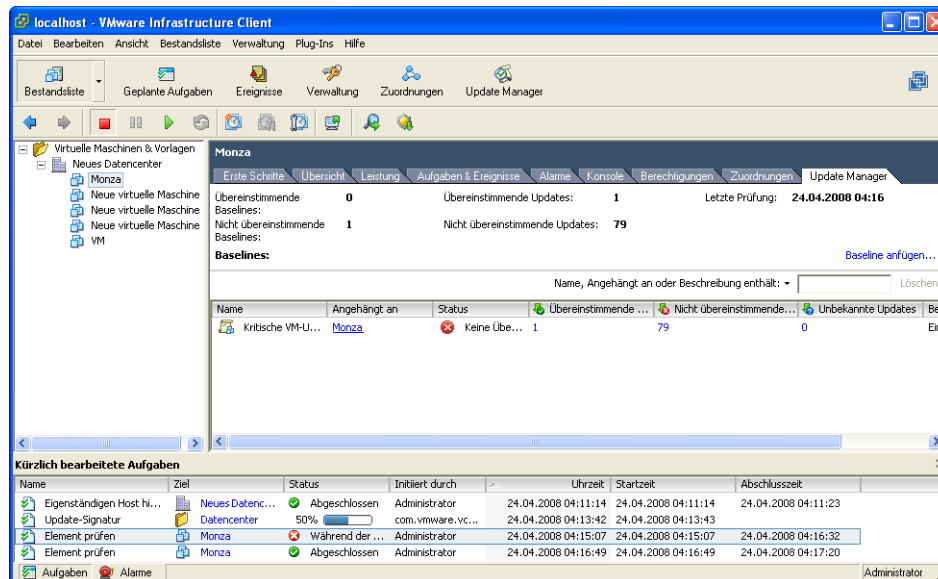 localhost - VMware Infrastructure Client
Datei Bearbeiten Ansicht Bestandsliste Verwaltung Plug-Ins Hilfe
Bestandsliste Geplante Aufgaben Ereignisse Verwaltung Zuordnungen Update Manager
Virtuelle Maschinen & Vorlagen
Neues Datencenter
Monza
Neue virtuelle Maschine
Neue virtuelle Maschine
Neue virtuelle Maschine
VM
Monza
Erste Schritte Übersicht Leistung Aufgaben & Ereignisse Alarme Konsole Berechtigungen Zuordnungen Update Manager
Übereinstimmende Baselines: 0 Übereinstimmende Updates: 1 Letzte Prüfung: 24.04.2008 04:16
Nicht übereinstimmende Baselines: 1 Nicht übereinstimmende Updates: 79
Baselines: Baseline anfügen...
Name, Angehängt an oder Beschreibung enthält: Löschen
Name Angehängt an Status Übereinstimmende ... Nicht übereinstimmende... Unbekannte Updates Be
Kritische VM-U... Monza Keine Übe... 1 79 0 Ei
Kürzlich bearbeitete Aufgaben
Name Ziel Status Initiiert durch Uhrzeit Startzeit Abschlusszeit
Eigenständigen Host hi... Neues Datenc... Abgeschlossen Administrator 24.04.2008 04:11:14 24.04.2008 04:11:14 24.04.2008 04:11:23
Update-Signatur Datencenter 50% com.vmware.vc... 24.04.2008 04:13:42 24.04.2008 04:13:43
Element prüfen Monza Während der ... Administrator 24.04.2008 04:15:07 24.04.2008 04:15:07 24.04.2008 04:16:32
Element prüfen Monza Abgeschlossen Administrator 24.04.2008 04:16:49 24.04.2008 04:16:49 24.04.2008 04:17:20
Aufgaben Alarme Administrator